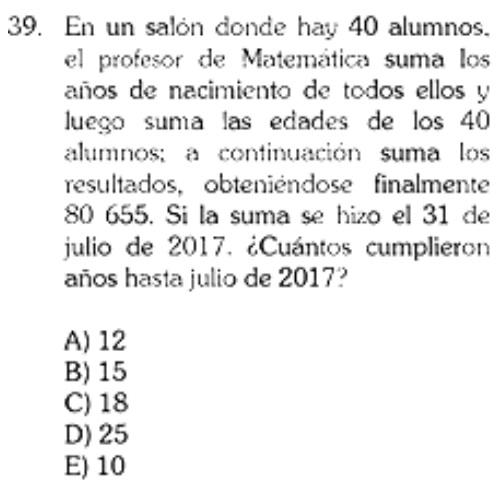 39. En un salón donde hay 40 alumnos,
el profesor de Matemática suma los
años de nacimiento de todos ellos y
luego suma las edades de los 40
alumnos; a continuación suma los
resultados, obteniéndose finalmente
80 655. Si la suma se hizo el 31 de
julio de 2017. ¿Cuántos cumplieron
años hasta julio de 2017?
A) 12
B) 15
C) 18
D) 25
E) 10